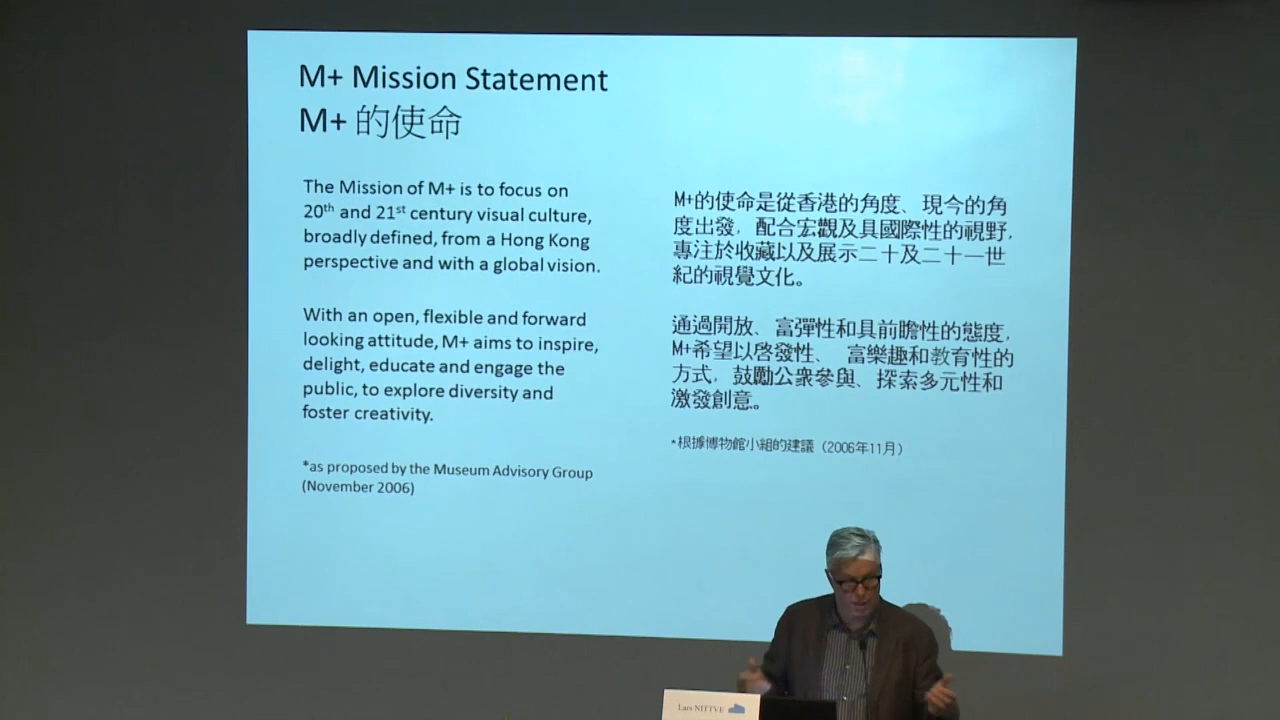 M+ Mission Statement
M+ 的使命
The Mission of M+ is to focus on
20th and 21st century visual culture,
broadly defined, from a Hong Kong
perspective and with a global vision.
With an open, flexible and forward
looking attitude, M+ aims to inspire,
delight, educate and engage the
public, to explore diversity and
foster creativity.
*as proposed by the Museum Advisory Group
(November 2006)
M+的使命是從香港的角度、現今的角
度出發，配合宏觀及具國際性的視野，
專注於收藏以及展示二十及二十一世
紀的視覺文化。
通過開放、富彈性和具前瞻性的態度，
M+希望以啓發性、 富樂趣和教育性的
方式，鼓勵公衆參與、探索多元性和
激發創意。
*根據博物館小組的建議（2006年11月）
Lars NITTVE